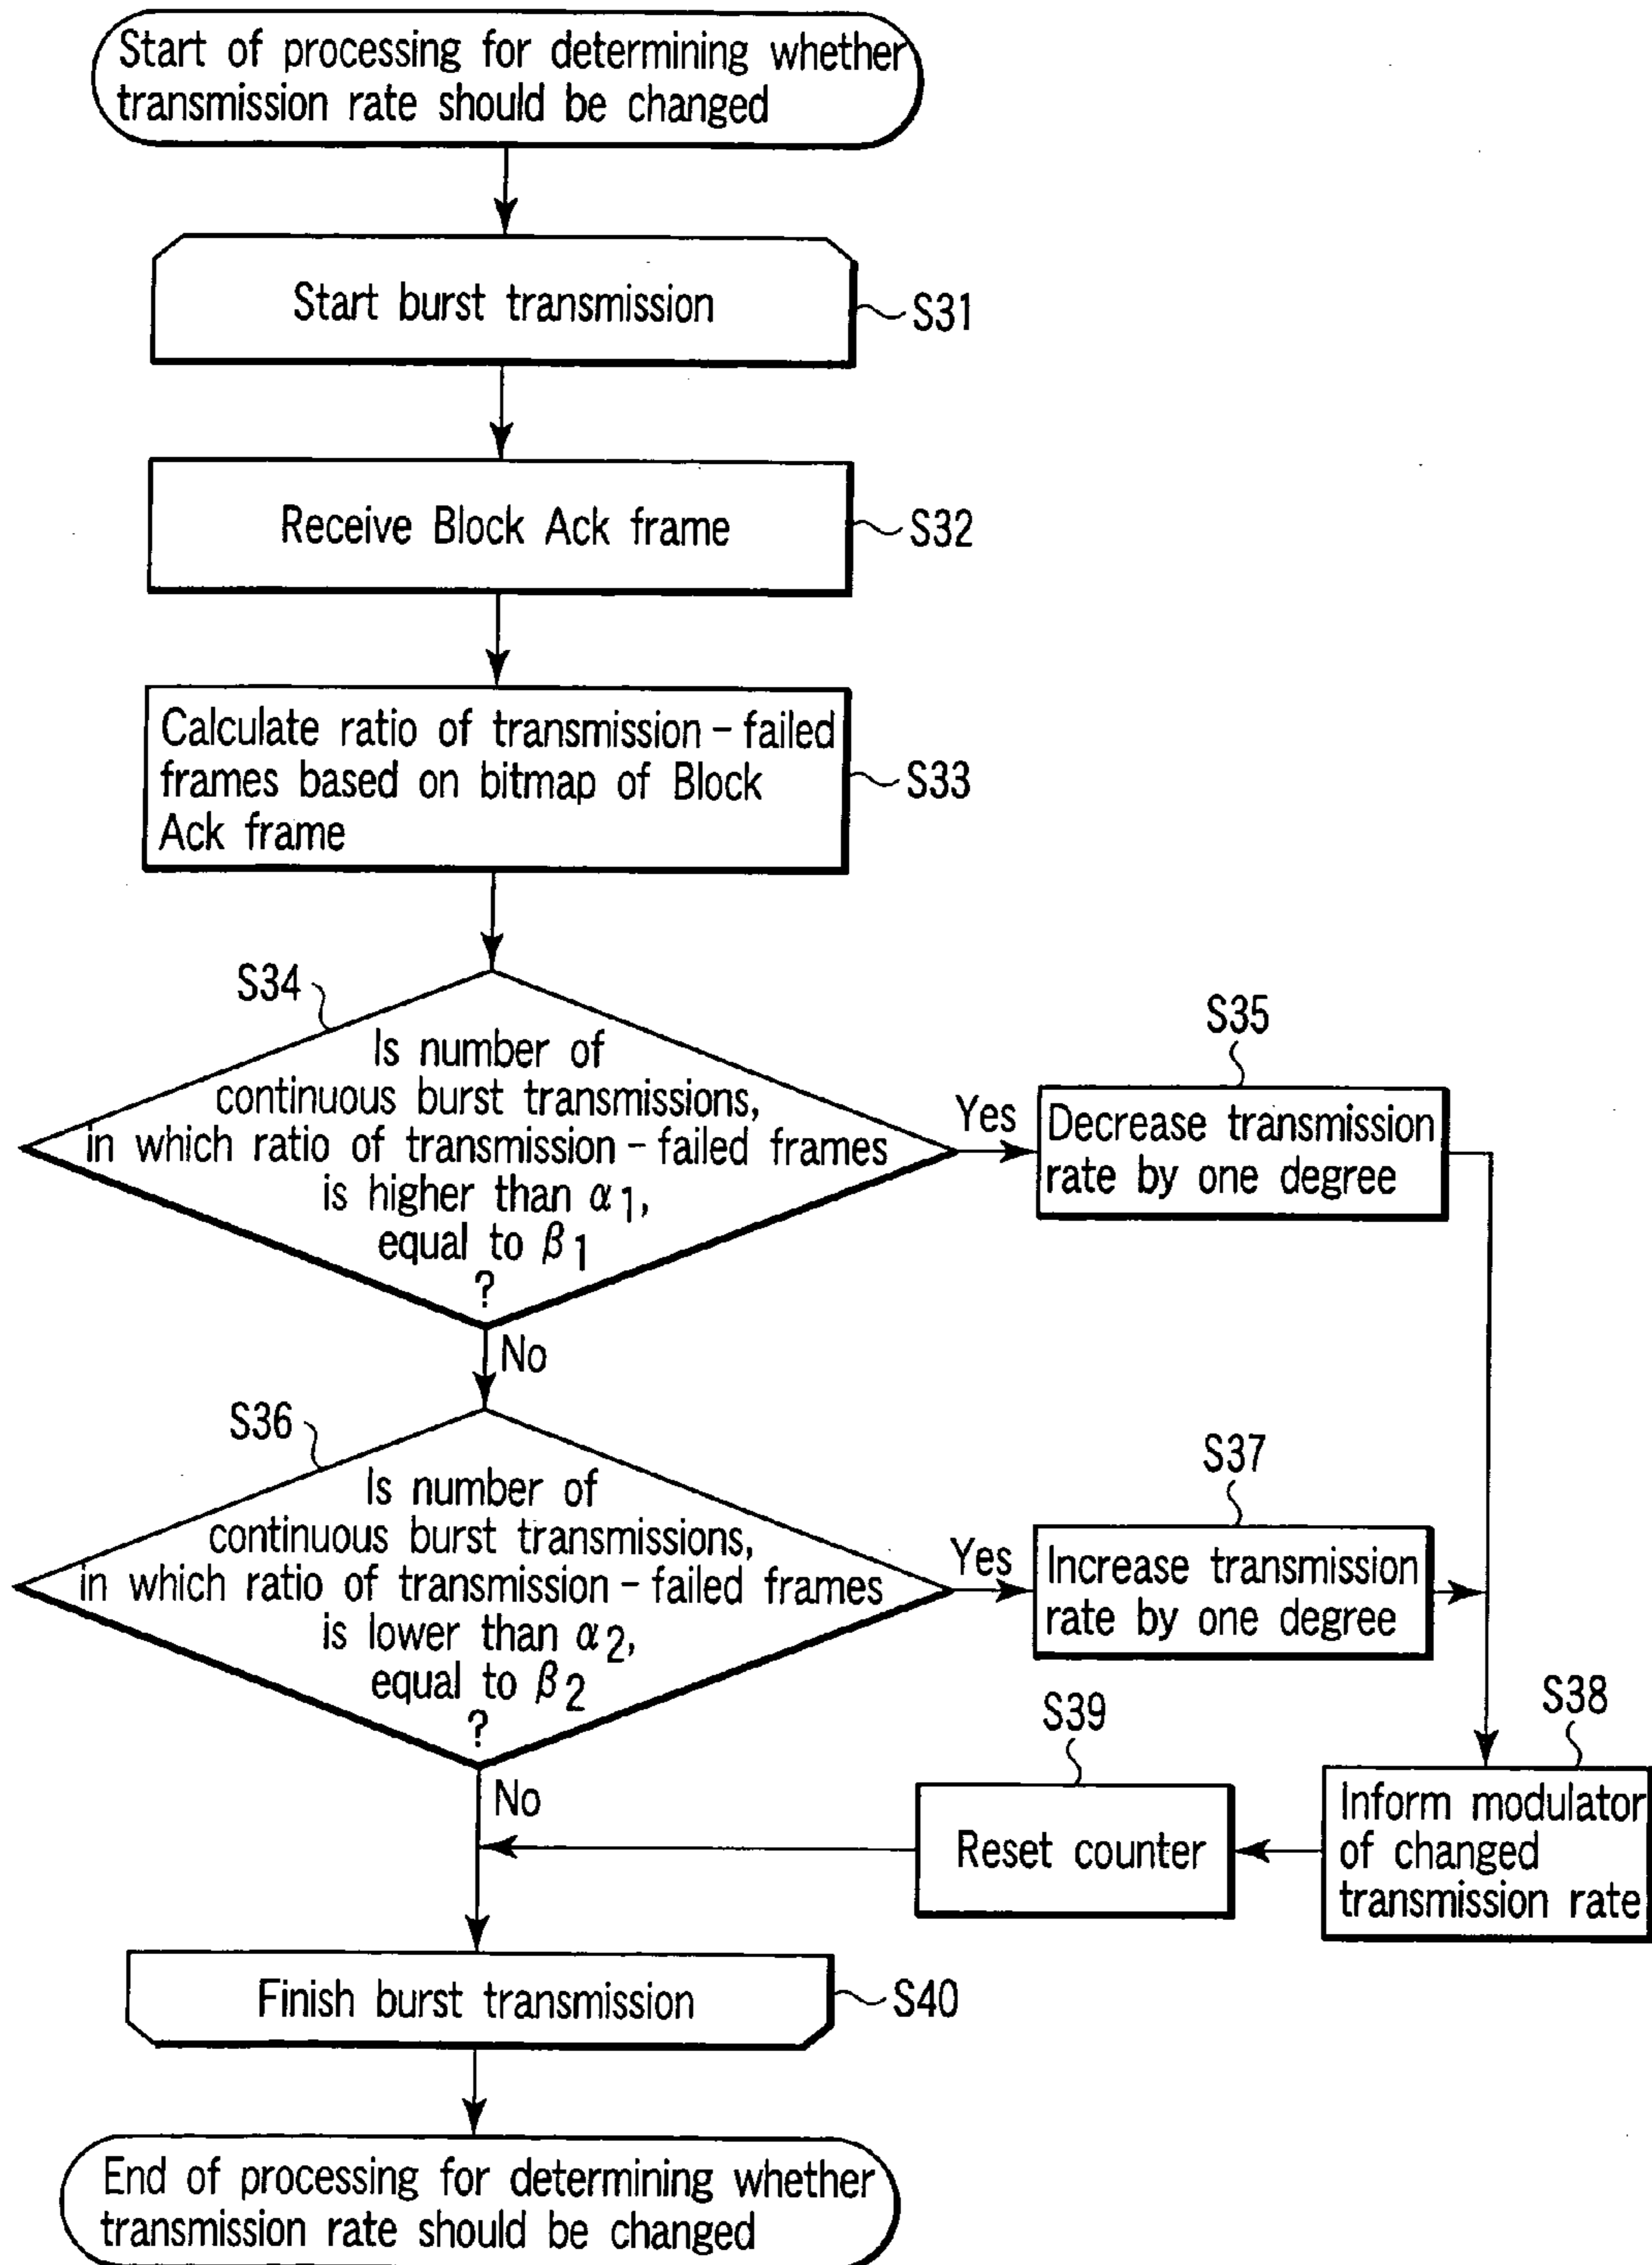 Start of processing for determining whether
transmission rate should be changed
Start burst transmission
S31
Receive Block Ack frame
S32
Calculate ratio of transmission-failed
frames based on bitmap of Block
Ack frame
S33
S34
Is number of
continuous burst transmissions,
in which ratio of transmission-failed frames
is higher than α1,
equal to β1
?
Yes
S35
Decrease transmission
rate by one degree
No
S36
Is number of
continuous burst transmissions,
in which ratio of transmission-failed frames
is lower than α2,
equal to β2
?
Yes
S37
Increase transmission
rate by one degree
No
S38
Inform modulator
of changed
transmission rate
S39
Reset counter
Finish burst transmission
S40
End of processing for determining whether
transmission rate should be changed